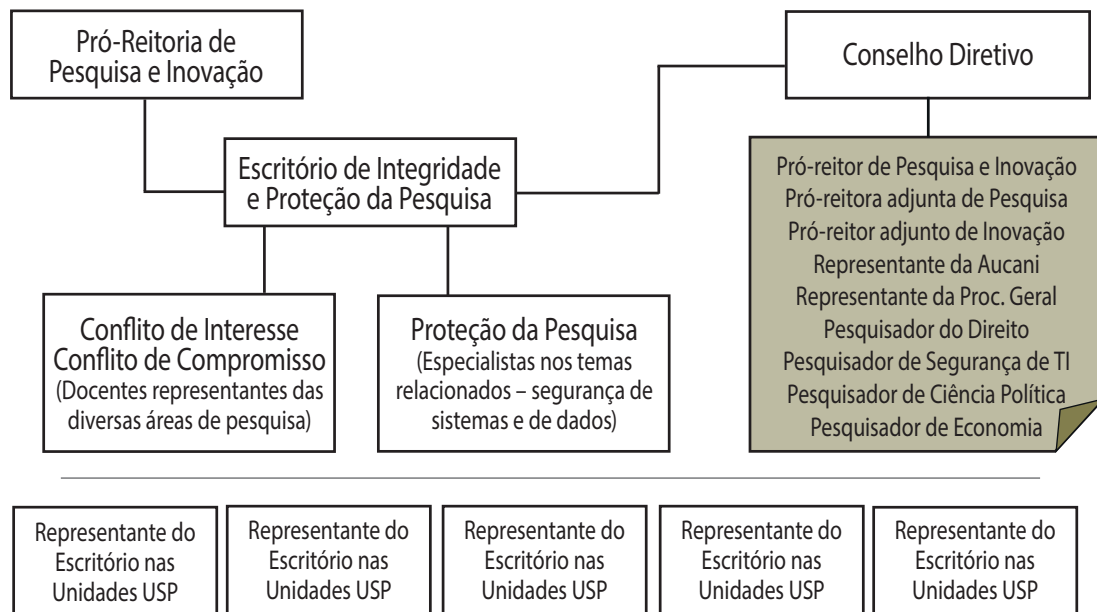 Pró-Reitoria de
Pesquisa e Inovação
Conselho Diretivo
Escritório de Integridade
e Proteção da Pesquisa
Pró-reitor de Pesquisa e Inovação
Pró-reitora adjunta de Pesquisa
Pró-reitor adjunto de Inovação
Representante da Aucani
Representante da Proc. Geral
Pesquisador do Direito
Pesquisador de Segurança de TI
Pesquisador de Ciência Política
Pesquisador de Economia
Conflito de Interesse
Conflito de Compromisso
(Docentes representantes das
diversas áreas de pesquisa)
Proteção da Pesquisa
(Especialistas nos temas
relacionados – segurança de
sistemas e de dados)
Representante do
Escritório nas
Unidades USP
Representante do
Escritório nas
Unidades USP
Representante do
Escritório nas
Unidades USP
Representante do
Escritório nas
Unidades USP
Representante do
Escritório nas
Unidades USP